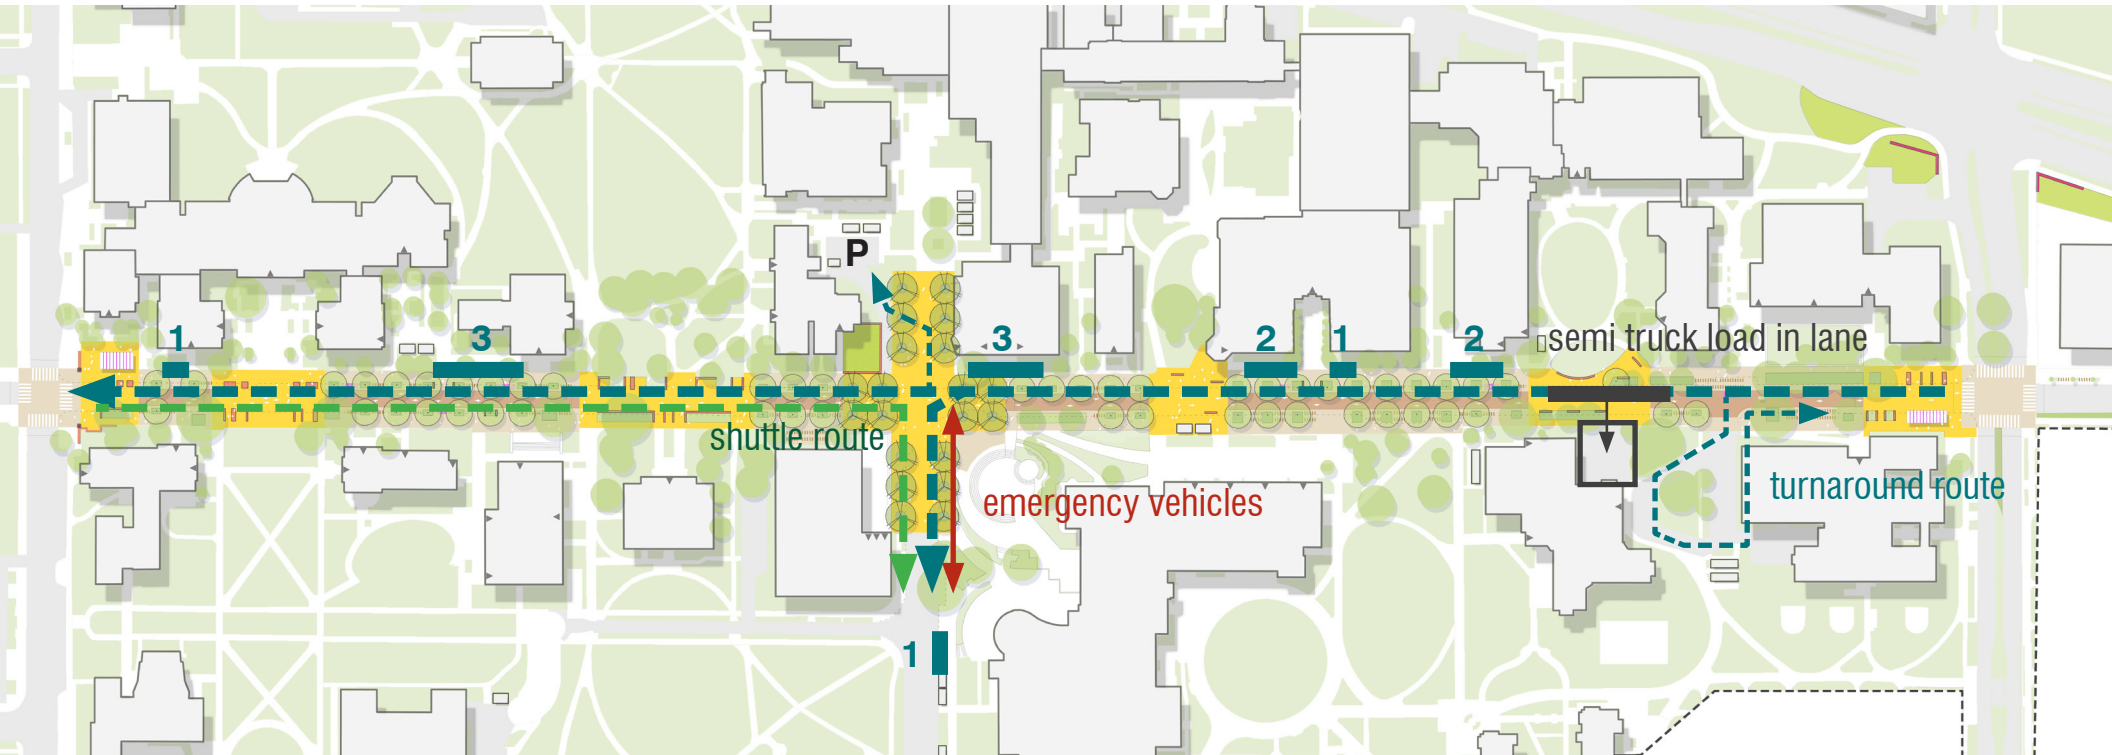 P
1
3
3
2
1
2
semi truck load in lane
shuttle route
emergency vehicles
turnaround route
1